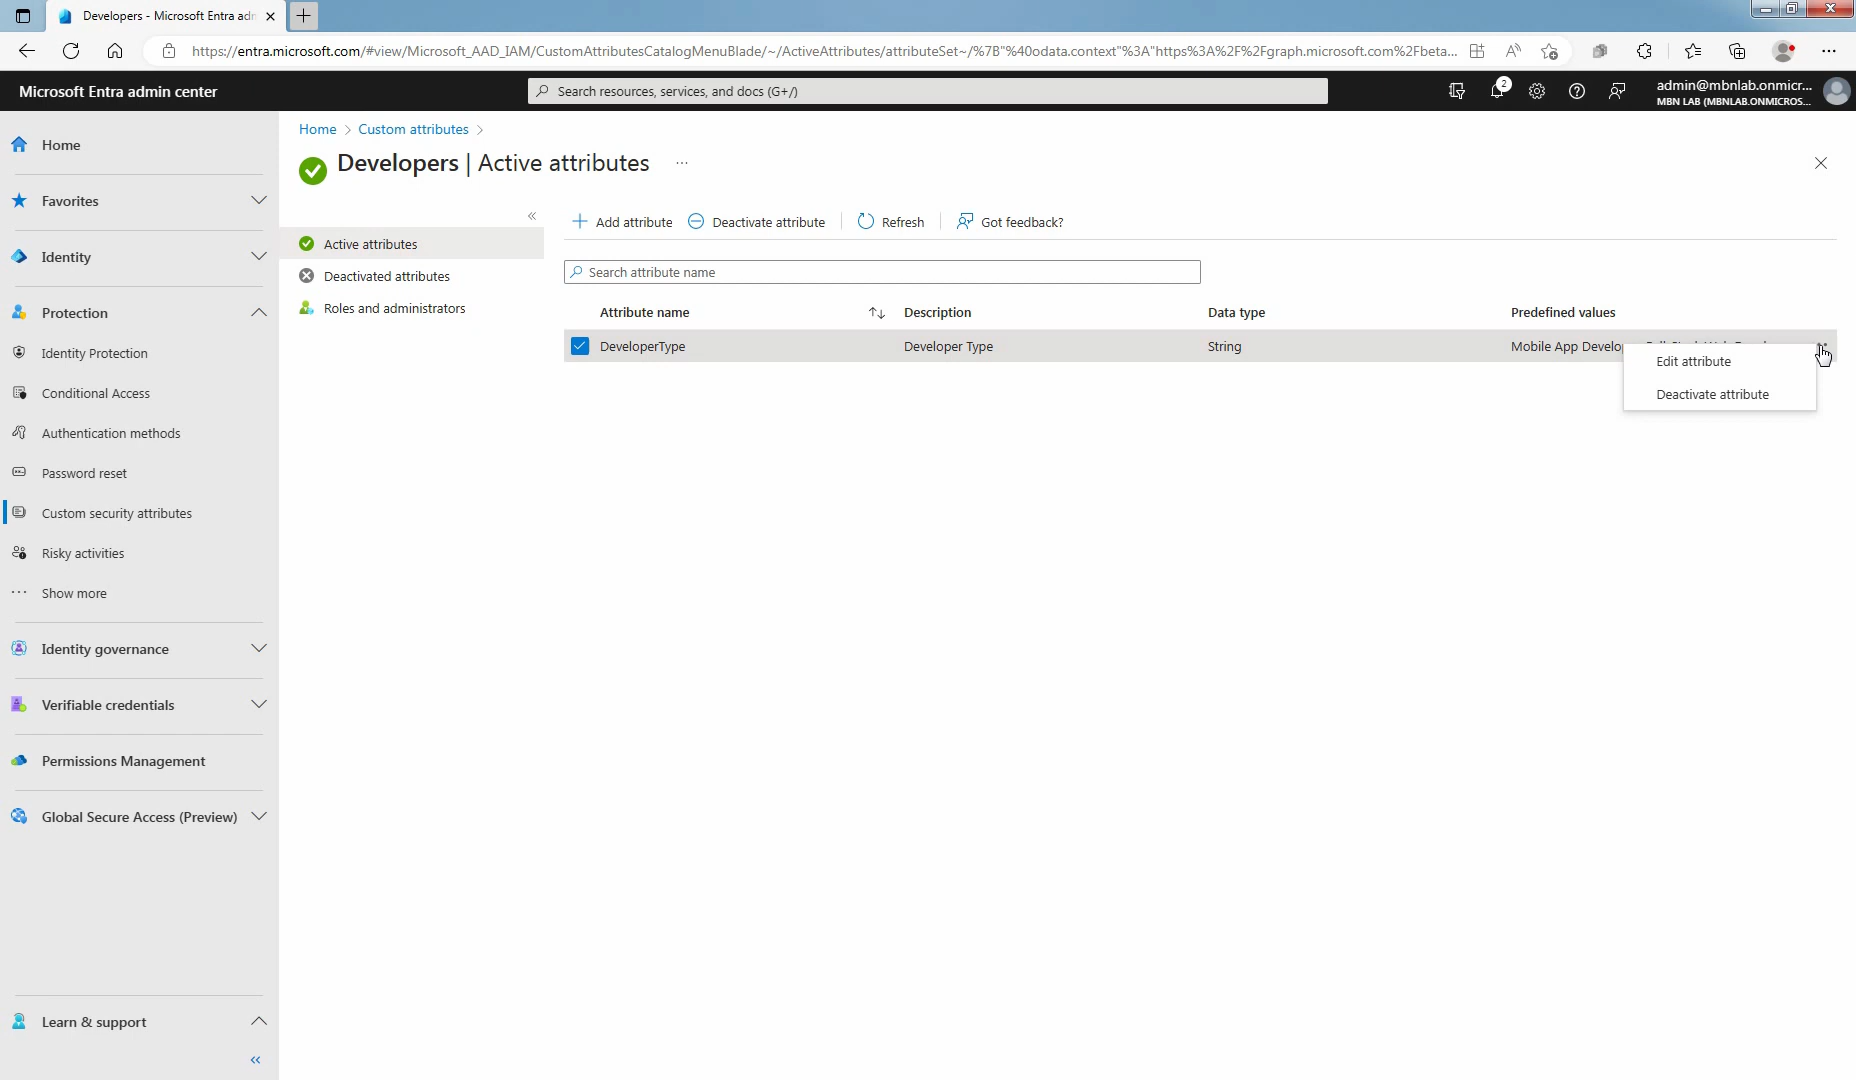 Developers - Microsoft Entra adn
https://entra.microsoft.com/#view/Microsoft_AAD_IAM/CustomAttributesCatalogMenuBlade/~/ActiveAttributes/attributeSet~/%7B"%40odata.context"%3A"https%3A%2F%2Fgraph.microsoft.com%2Fbeta...
Microsoft Entra admin center
Search resources, services, and docs (G+/)
2
admin@mbnlab.onmicr...
MBN LAB (MBNLAB.ONMICROS...
Home
Favorites
Identity
Protection
Identity Protection
Conditional Access
Authentication methods
Password reset
Custom security attributes
Risky activities
Show more
Identity governance
Verifiable credentials
Permissions Management
Global Secure Access (Preview)
Learn & support
Home > Custom attributes >
Developers | Active attributes ...
Active attributes
Deactivated attributes
Roles and administrators
Add attribute
Deactivate attribute
Refresh
Got feedback?
Search attribute name
Attribute name Description Data type Predefined values
DeveloperType Developer Type String Mobile App Develo
Edit attribute
Deactivate attribute